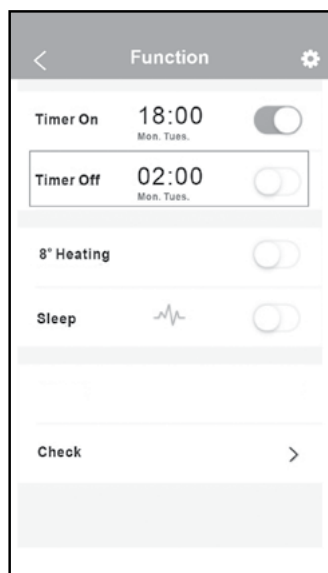 Function
Timer On 18:00
Mon. Tues.
Timer Off 02:00
Mon. Tues.
8° Heating
Sleep
Check